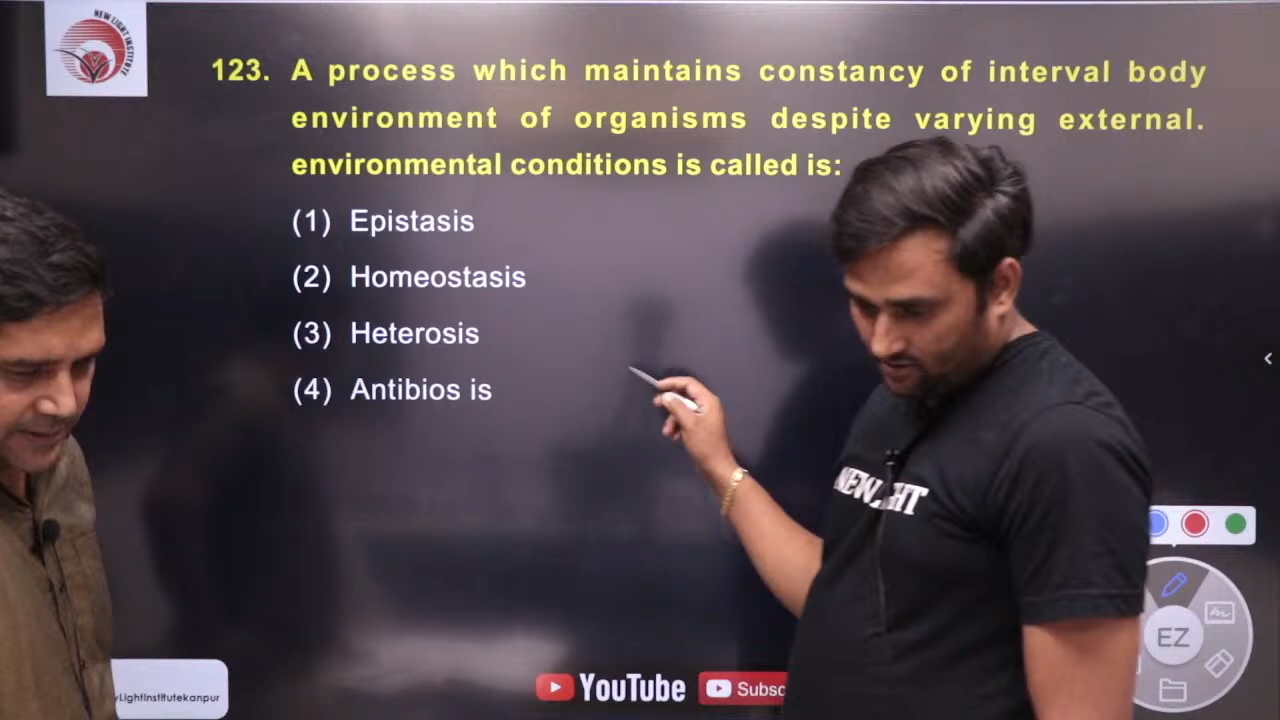 NEW LIGHT INSTITUTE
123. A process which maintains constancy of interval body
environment of organisms despite varying external.
environmental conditions is called is:
(1) Epistasis
(2) Homeostasis
(3) Heterosis
(4) Antibios is
NEWLIGHT
EZ
YouTube
Subsc
wLightinstitutekanpur